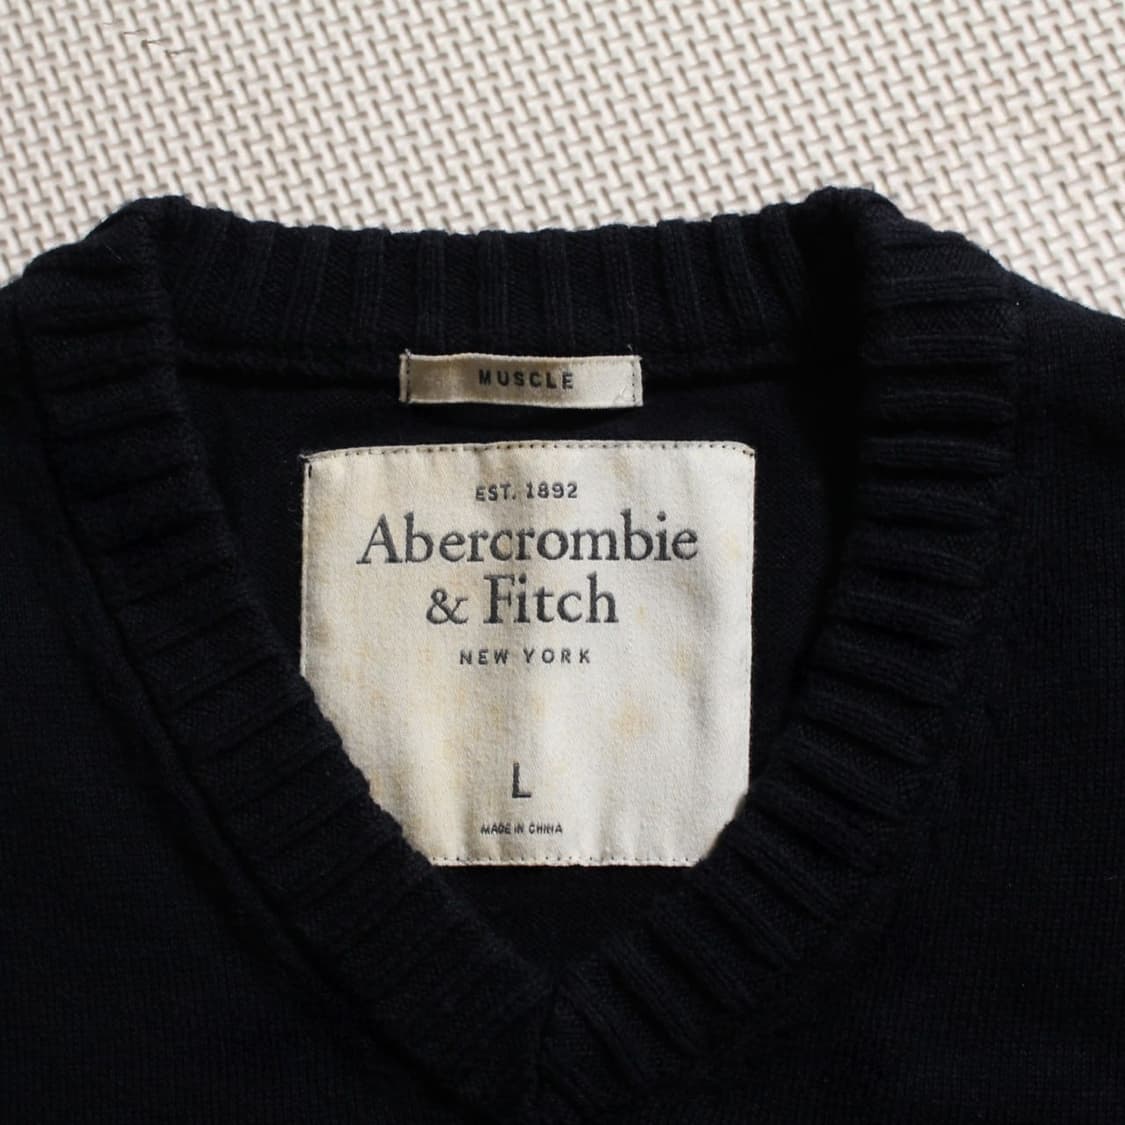 MUSCLE
EST. 1892
Abercrombie
& Fitch
NEW YORK
L
MADE IN CHINA